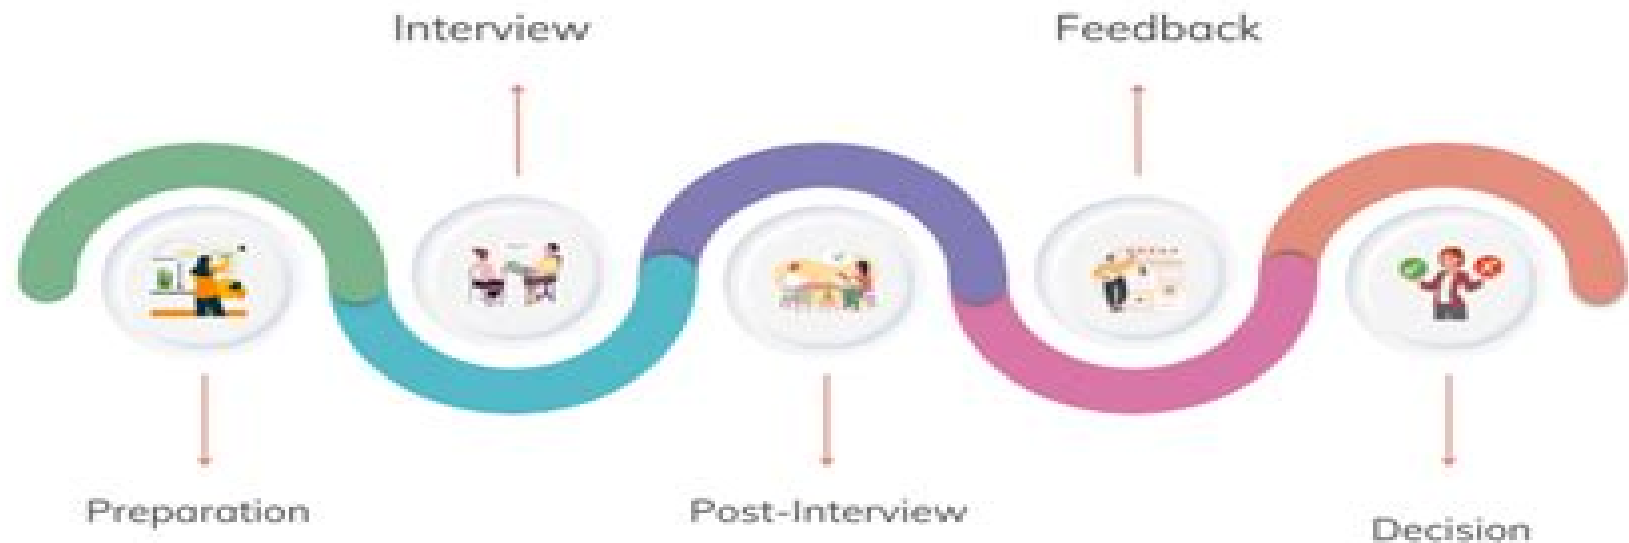 Interview
Feedback
Preparation
Post-Interview
Decision